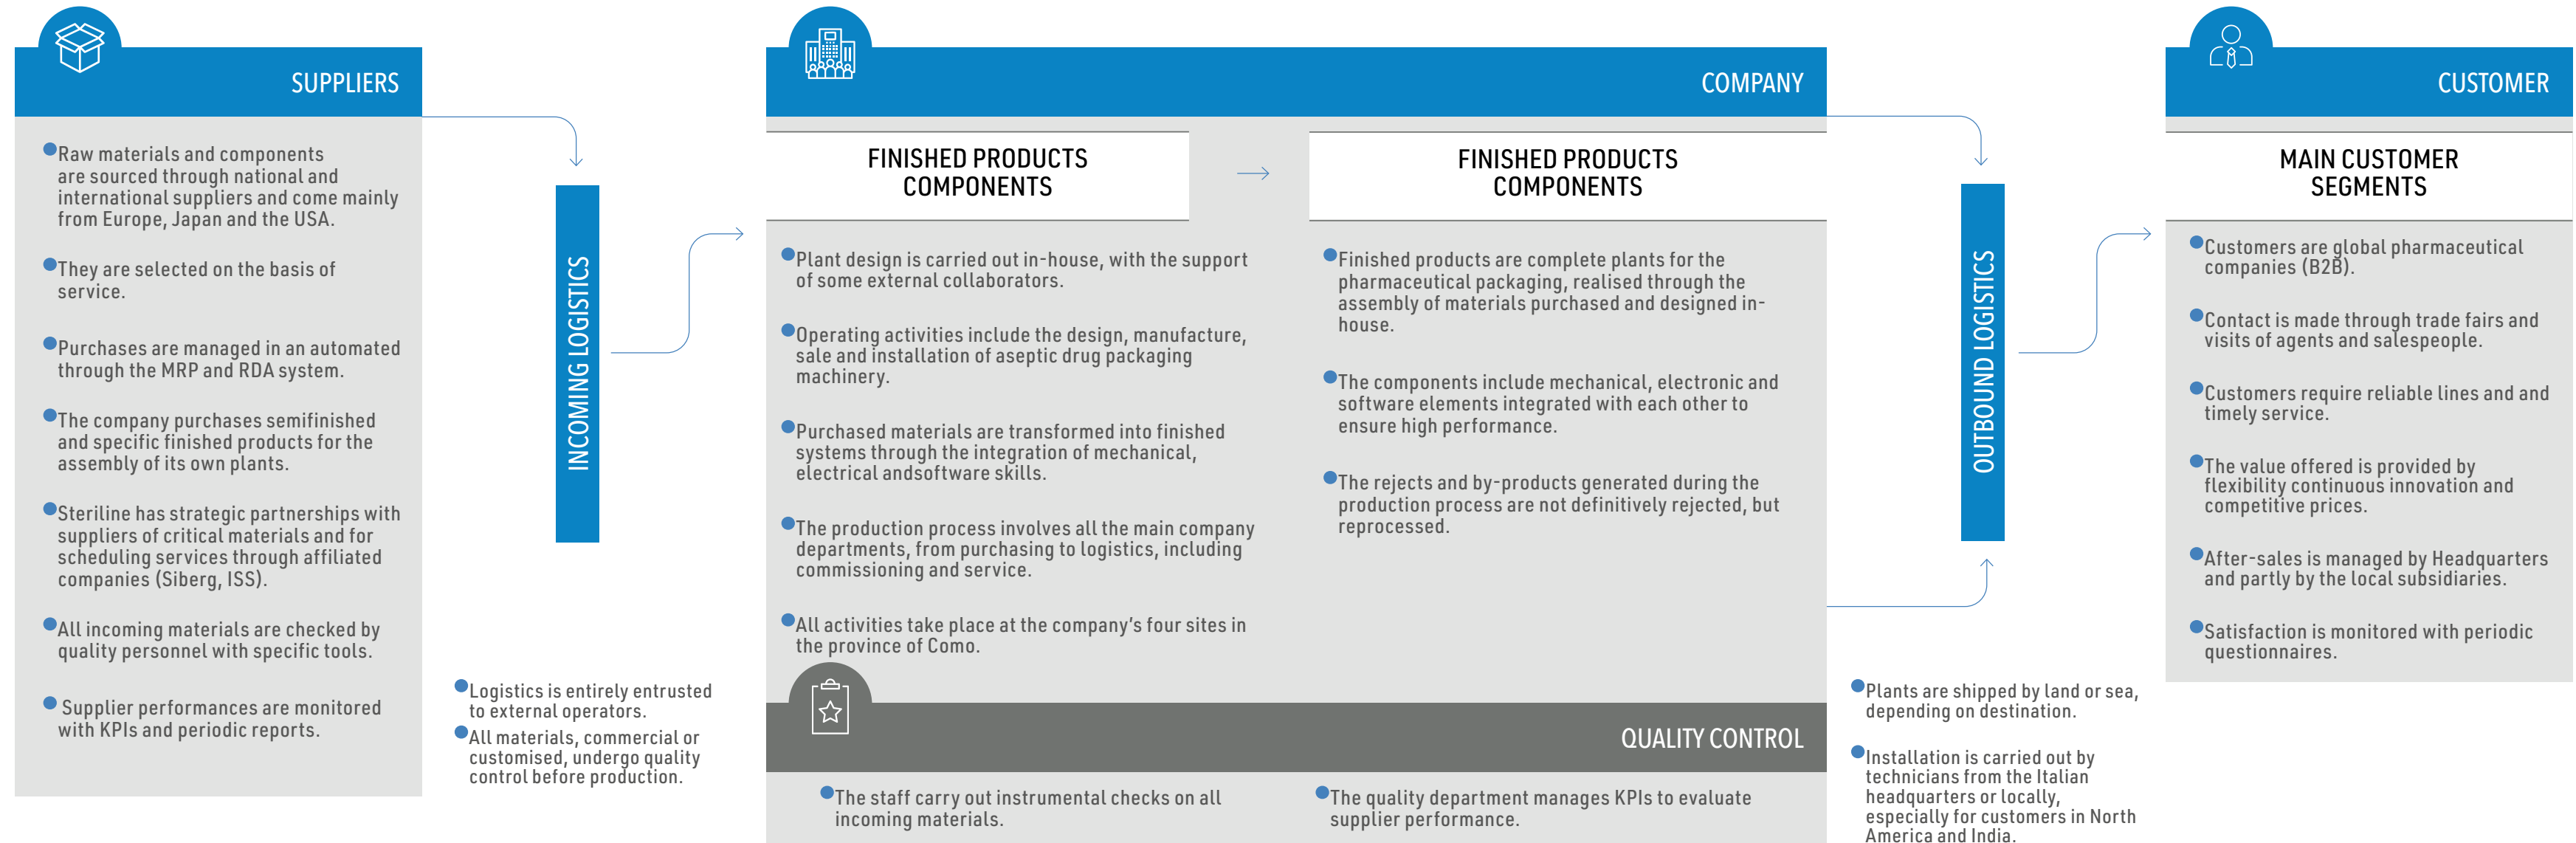 SUPPLIERS
Raw materials and components
are sourced through national and
international suppliers and come mainly
from Europe, Japan and the USA.
They are selected on the basis of
service.
Purchases are managed in an automated
through the MRP and RDA system.
The company purchases semifinished
and specific finished products for the
assembly of its own plants.
Steriline has strategic partnerships with
suppliers of critical materials and for
scheduling services through affiliated
companies (Siberg, ISS).
All incoming materials are checked by
quality personnel with specific tools.
Supplier performances are monitored
with KPIs and periodic reports.
INCOMING LOGISTICS
Logistics is entirely entrusted
to external operators.
All materials, commercial or
customised, undergo quality
control before production.
COMPANY
FINISHED PRODUCTS
COMPONENTS
Plant design is carried out in-house, with the support
of some external collaborators.
Operating activities include the design, manufacture,
sale and installation of aseptic drug packaging
machinery.
Purchased materials are transformed into finished
systems through the integration of mechanical,
electrical andsoftware skills.
The production process involves all the main company
departments, from purchasing to logistics, including
commissioning and service.
All activities take place at the company's four sites in
the province of Como.
FINISHED PRODUCTS
COMPONENTS
Finished products are complete plants for the
pharmaceutical packaging, realised through the
assembly of materials purchased and designed in-
house.
The components include mechanical, electronic and
software elements integrated with each other to
ensure high performance.
The rejects and by-products generated during the
production process are not definitively rejected, but
reprocessed.
QUALITY CONTROL
The staff carry out instrumental checks on all
incoming materials.
The quality department manages KPIs to evaluate
supplier performance.
OUTBOUND LOGISTICS
Plants are shipped by land or sea,
depending on destination.
Installation is carried out by
technicians from the Italian
headquarters or locally,
especially for customers in North
America and India.
CUSTOMER
MAIN CUSTOMER
SEGMENTS
Customers are global pharmaceutical
companies (B2B).
Contact is made through trade fairs and
visits of agents and salespeople.
Customers require reliable lines and and
timely service.
The value offered is provided by
flexibility continuous innovation and
competitive prices.
After-sales is managed by Headquarters
and partly by the local subsidiaries.
Satisfaction is monitored with periodic
questionnaires.